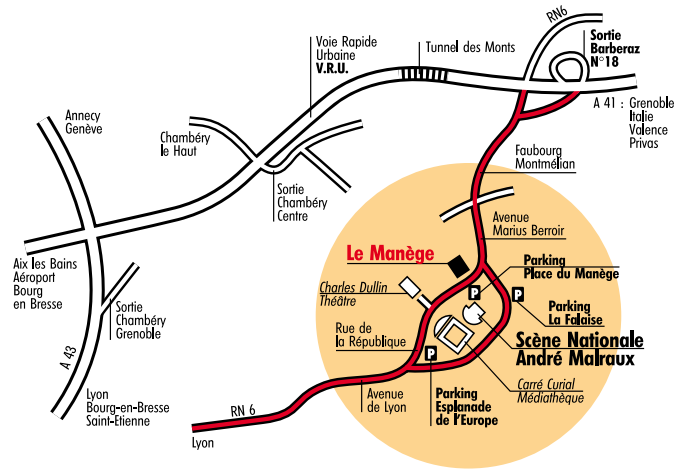 RN6
Sortie
Barberaz
N°18
Voie Rapide
Urbaine
V.R.U.
Tunnel des Monts
A 41 : Grenoble
Italie
Valence
Privas
Annecy
Genève
Chambéry
le Haut
Faubourg
Montmélian
Sortie
Chambéry
Centre
Avenue
Marius Berroir
Le Manège
Parking
Place du Manège
Aix les Bains
Aéroport
Bourg
en Bresse
Charles Dullin
Théâtre
P
P
Parking
La Falaise
Sortie
Chambéry
Grenoble
Rue de
la République
Scène Nationale
André Malraux
P
A 43
Carré Curial
Médiathèque
Avenue
de Lyon
Parking
Esplanade
de l'Europe
Lyon
Bourg-en-Bresse
Saint-Etienne
RN 6
Lyon